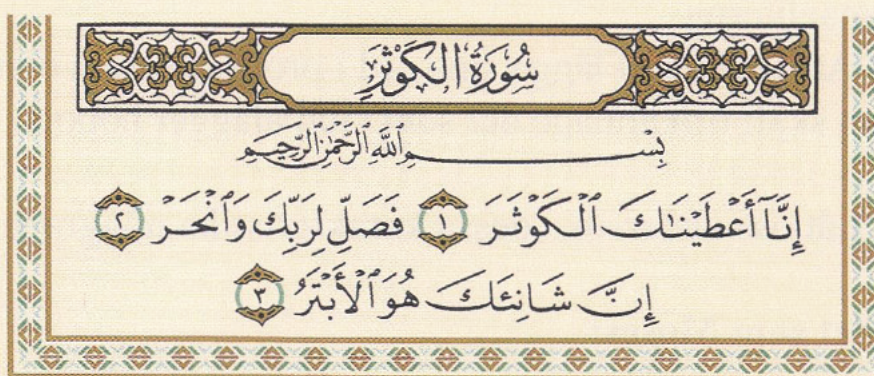 سُورَةُ الكَوْثَرِ
بِسْمِ ٱللَّهِ ٱلرَّحْمَٰنِ ٱلرَّحِيمِ
إِنَّآ أَعْطَيْنَٰكَ ٱلْكَوْثَرَ ١ فَصَلِّ لِرَبِّكَ وَٱنْحَرْ ٢
إِنَّ شَانِئَكَ هُوَ ٱلْأَبْتَرُ ٣